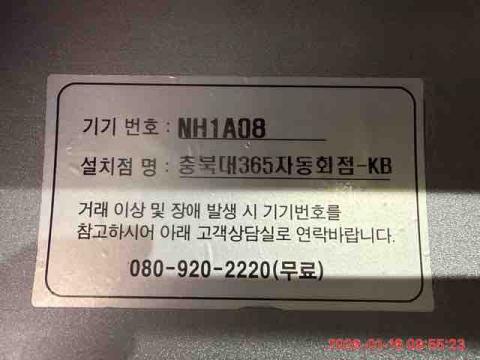 기기 번호 : NH1A08
설치점 명 : 충북대365자동회점-KB
거래 이상 및 장애 발생 시 기기번호를
참고하시어 아래 고객상담실로 연락바랍니다.
080-920-2220(무료)